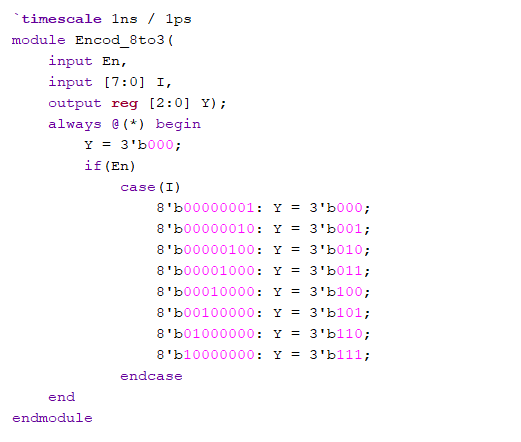 `timescale 1ns / 1ps
module Encod_8to3(
    input En,
    input [7:0] I,
    output reg [2:0] Y);
    always @(*) begin
        Y = 3'b000;
        if(En)
            case(I)
                8'b00000001: Y = 3'b000;
                8'b00000010: Y = 3'b001;
                8'b00000100: Y = 3'b010;
                8'b00001000: Y = 3'b011;
                8'b00010000: Y = 3'b100;
                8'b00100000: Y = 3'b101;
                8'b01000000: Y = 3'b110;
                8'b10000000: Y = 3'b111;
            endcase
    end
endmodule